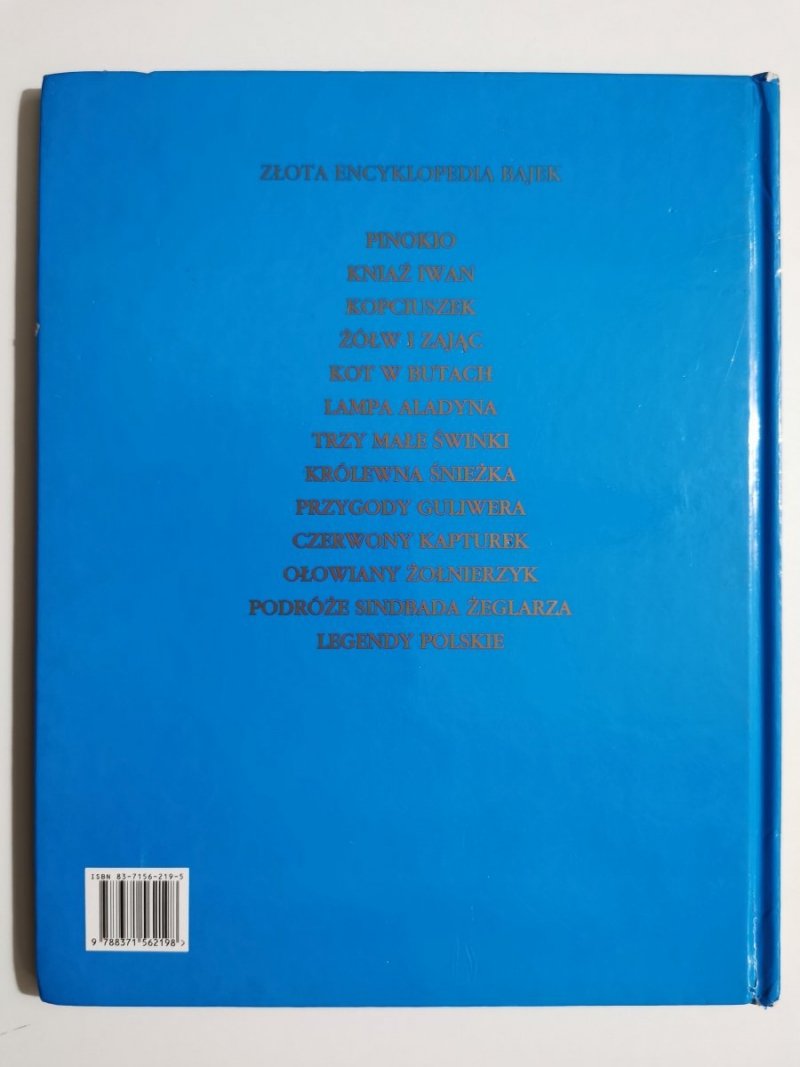 ZŁOTA ENCYKLOPEDIA BAJEK
PINOKIO
KNIAŹ IWAN
KOPCIUSZEK
ŻÓŁW I ZAJĄC
KOT W BUTACH
LAMPA ALADYNA
TRZY MAŁE ŚWINKI
KRÓLEWNA ŚNIEŻKA
PRZYGODY GULIWERA
CZERWONY KAPTUREK
OŁOWIANY ŻOŁNIERZYK
PODRÓŻE SINDBADA ŻEGLARZA
LEGENDY POLSKIE
ISBN 83-7156-219-5
9 788371 562198 >